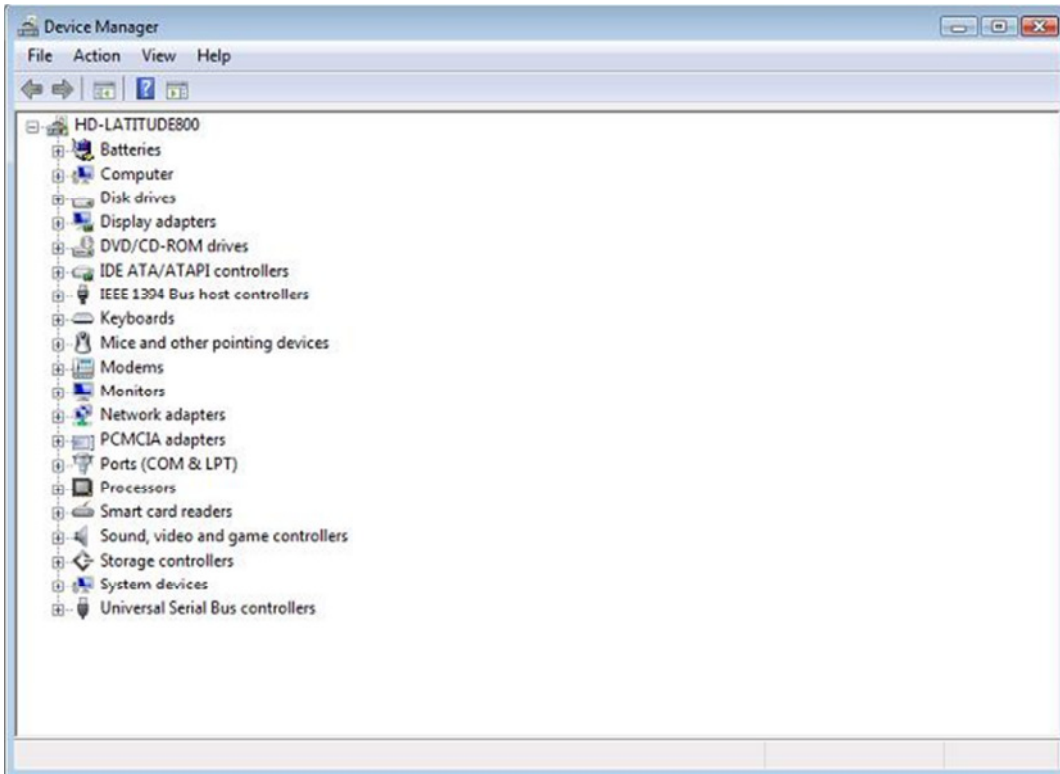 Device Manager
File Action View Help
HD-LATITUDE800
Batteries
Computer
Disk drives
Display adapters
DVD/CD-ROM drives
IDE ATA/ATAPI controllers
IEEE 1394 Bus host controllers
Keyboards
Mice and other pointing devices
Modems
Monitors
Network adapters
PCMCIA adapters
Ports (COM & LPT)
Processors
Smart card readers
Sound, video and game controllers
Storage controllers
System devices
Universal Serial Bus controllers